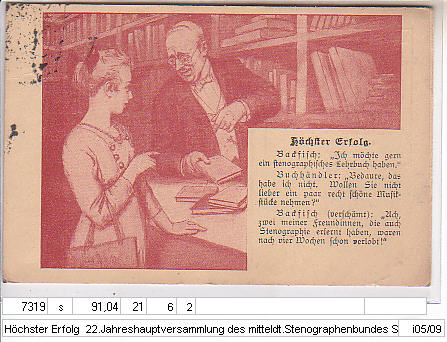 Höchster Erfolg.
Backfisch: „Ich möchte gern
ein stenographisches Lehrbuch haben.“
Buchhändler: „Bedaure, das
habe ich nicht. Wollen Sie nicht
lieber ein paar recht schöne Musik-
stücke nehmen?“
Backfisch (verschämt): „Ach,
zwei meiner Freundinnen, die auch
Stenographie erlernt haben, waren
nach vier Wochen schon verlobt!“
7319 s 91,04 21 6 2
Höchster Erfolg 22.Jahreshauptversammlung des mitteldt.Stenographenbundes S i05/09